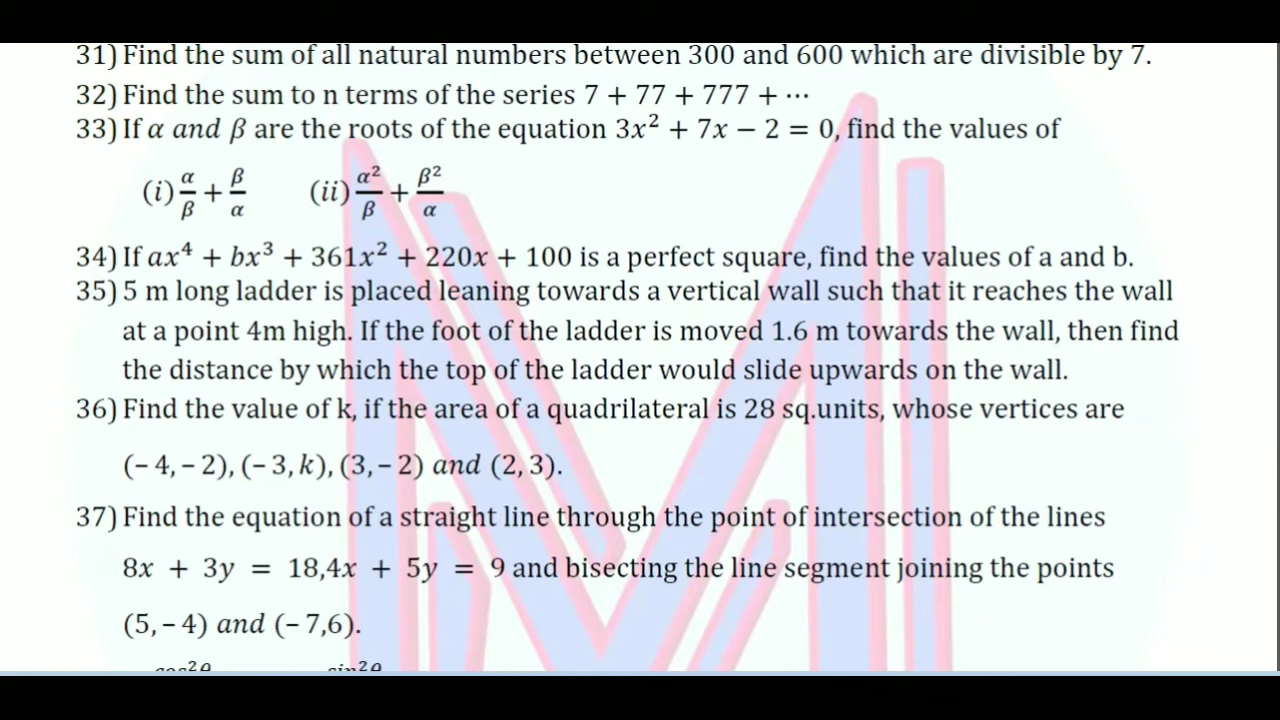 31) Find the sum of all natural numbers between 300 and 600 which are divisible by 7.
32) Find the sum to n terms of the series 7 + 77 + 777 + ⋯
33) If α and β are the roots of the equation 3x² + 7x − 2 = 0, find the values of
(i) α/β + β/α (ii) α²/β + β²/α
34) If ax⁴ + bx³ + 361x² + 220x + 100 is a perfect square, find the values of a and b.
35) 5 m long ladder is placed leaning towards a vertical wall such that it reaches the wall
at a point 4m high. If the foot of the ladder is moved 1.6 m towards the wall, then find
the distance by which the top of the ladder would slide upwards on the wall.
36) Find the value of k, if the area of a quadrilateral is 28 sq.units, whose vertices are
(− 4, − 2), (− 3, k), (3, − 2) and (2, 3).
37) Find the equation of a straight line through the point of intersection of the lines
8x + 3y = 18,4x + 5y = 9 and bisecting the line segment joining the points
(5, − 4) and (− 7,6).